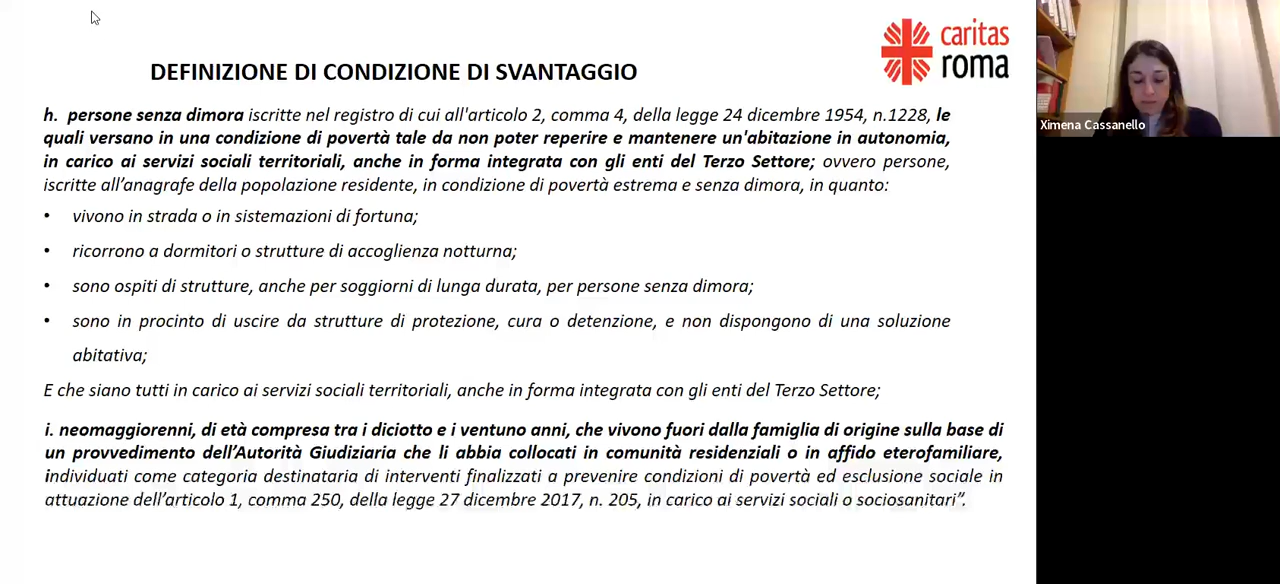 caritas
roma
DEFINIZIONE DI CONDIZIONE DI SVANTAGGIO
h. persone senza dimora iscritte nel registro di cui all'articolo 2, comma 4, della legge 24 dicembre 1954, n.1228, le
quali versano in una condizione di povertà tale da non poter reperire e mantenere un'abitazione in autonomia,
in carico ai servizi sociali territoriali, anche in forma integrata con gli enti del Terzo Settore; ovvero persone,
iscritte all’anagrafe della popolazione residente, in condizione di povertà estrema e senza dimora, in quanto:
• vivono in strada o in sistemazioni di fortuna;
• ricorrono a dormitori o strutture di accoglienza notturna;
• sono ospiti di strutture, anche per soggiorni di lunga durata, per persone senza dimora;
• sono in procinto di uscire da strutture di protezione, cura o detenzione, e non dispongono di una soluzione
abitativa;
E che siano tutti in carico ai servizi sociali territoriali, anche in forma integrata con gli enti del Terzo Settore;
i. neomaggiorenni, di età compresa tra i diciotto e i ventuno anni, che vivono fuori dalla famiglia di origine sulla base di
un provvedimento dell’Autorità Giudiziaria che li abbia collocati in comunità residenziali o in affido eterofamiliare,
individuati come categoria destinataria di interventi finalizzati a prevenire condizioni di povertà ed esclusione sociale in
attuazione dell’articolo 1, comma 250, della legge 27 dicembre 2017, n. 205, in carico ai servizi sociali o sociosanitari”.
Ximena Cassanello